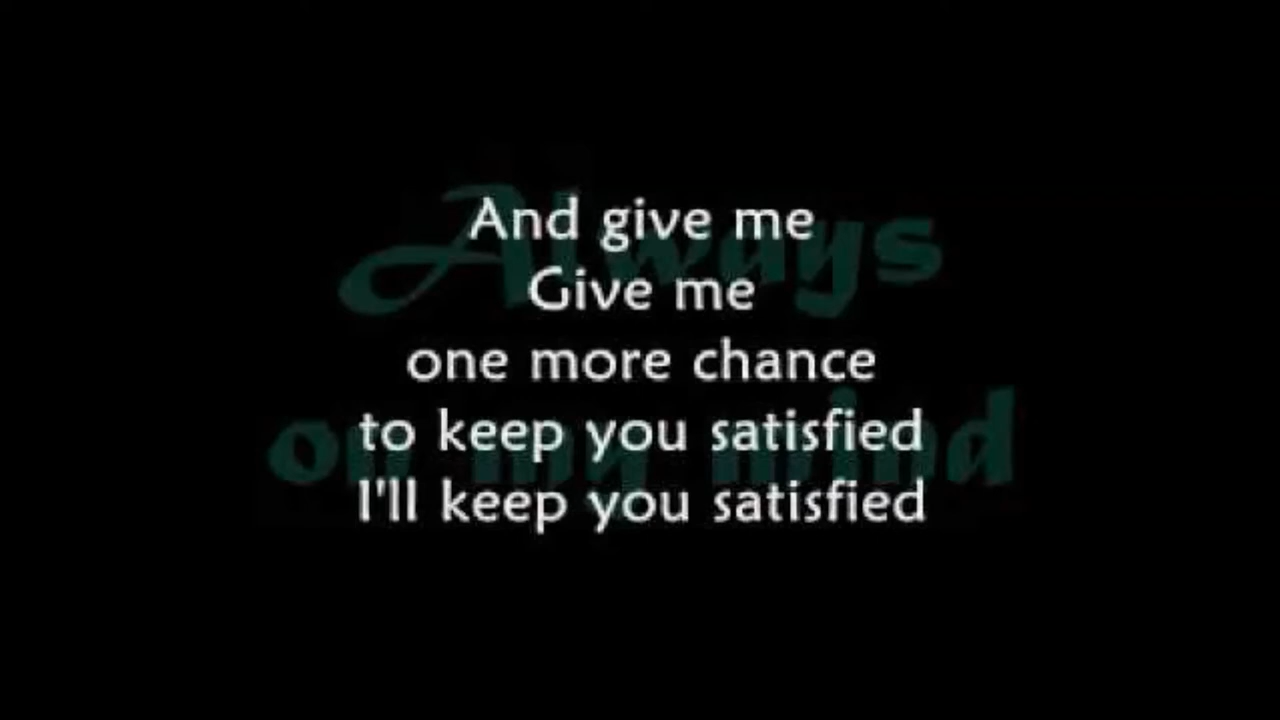 Always
on my mind
And give me
Give me
one more chance
to keep you satisfied
I'll keep you satisfied